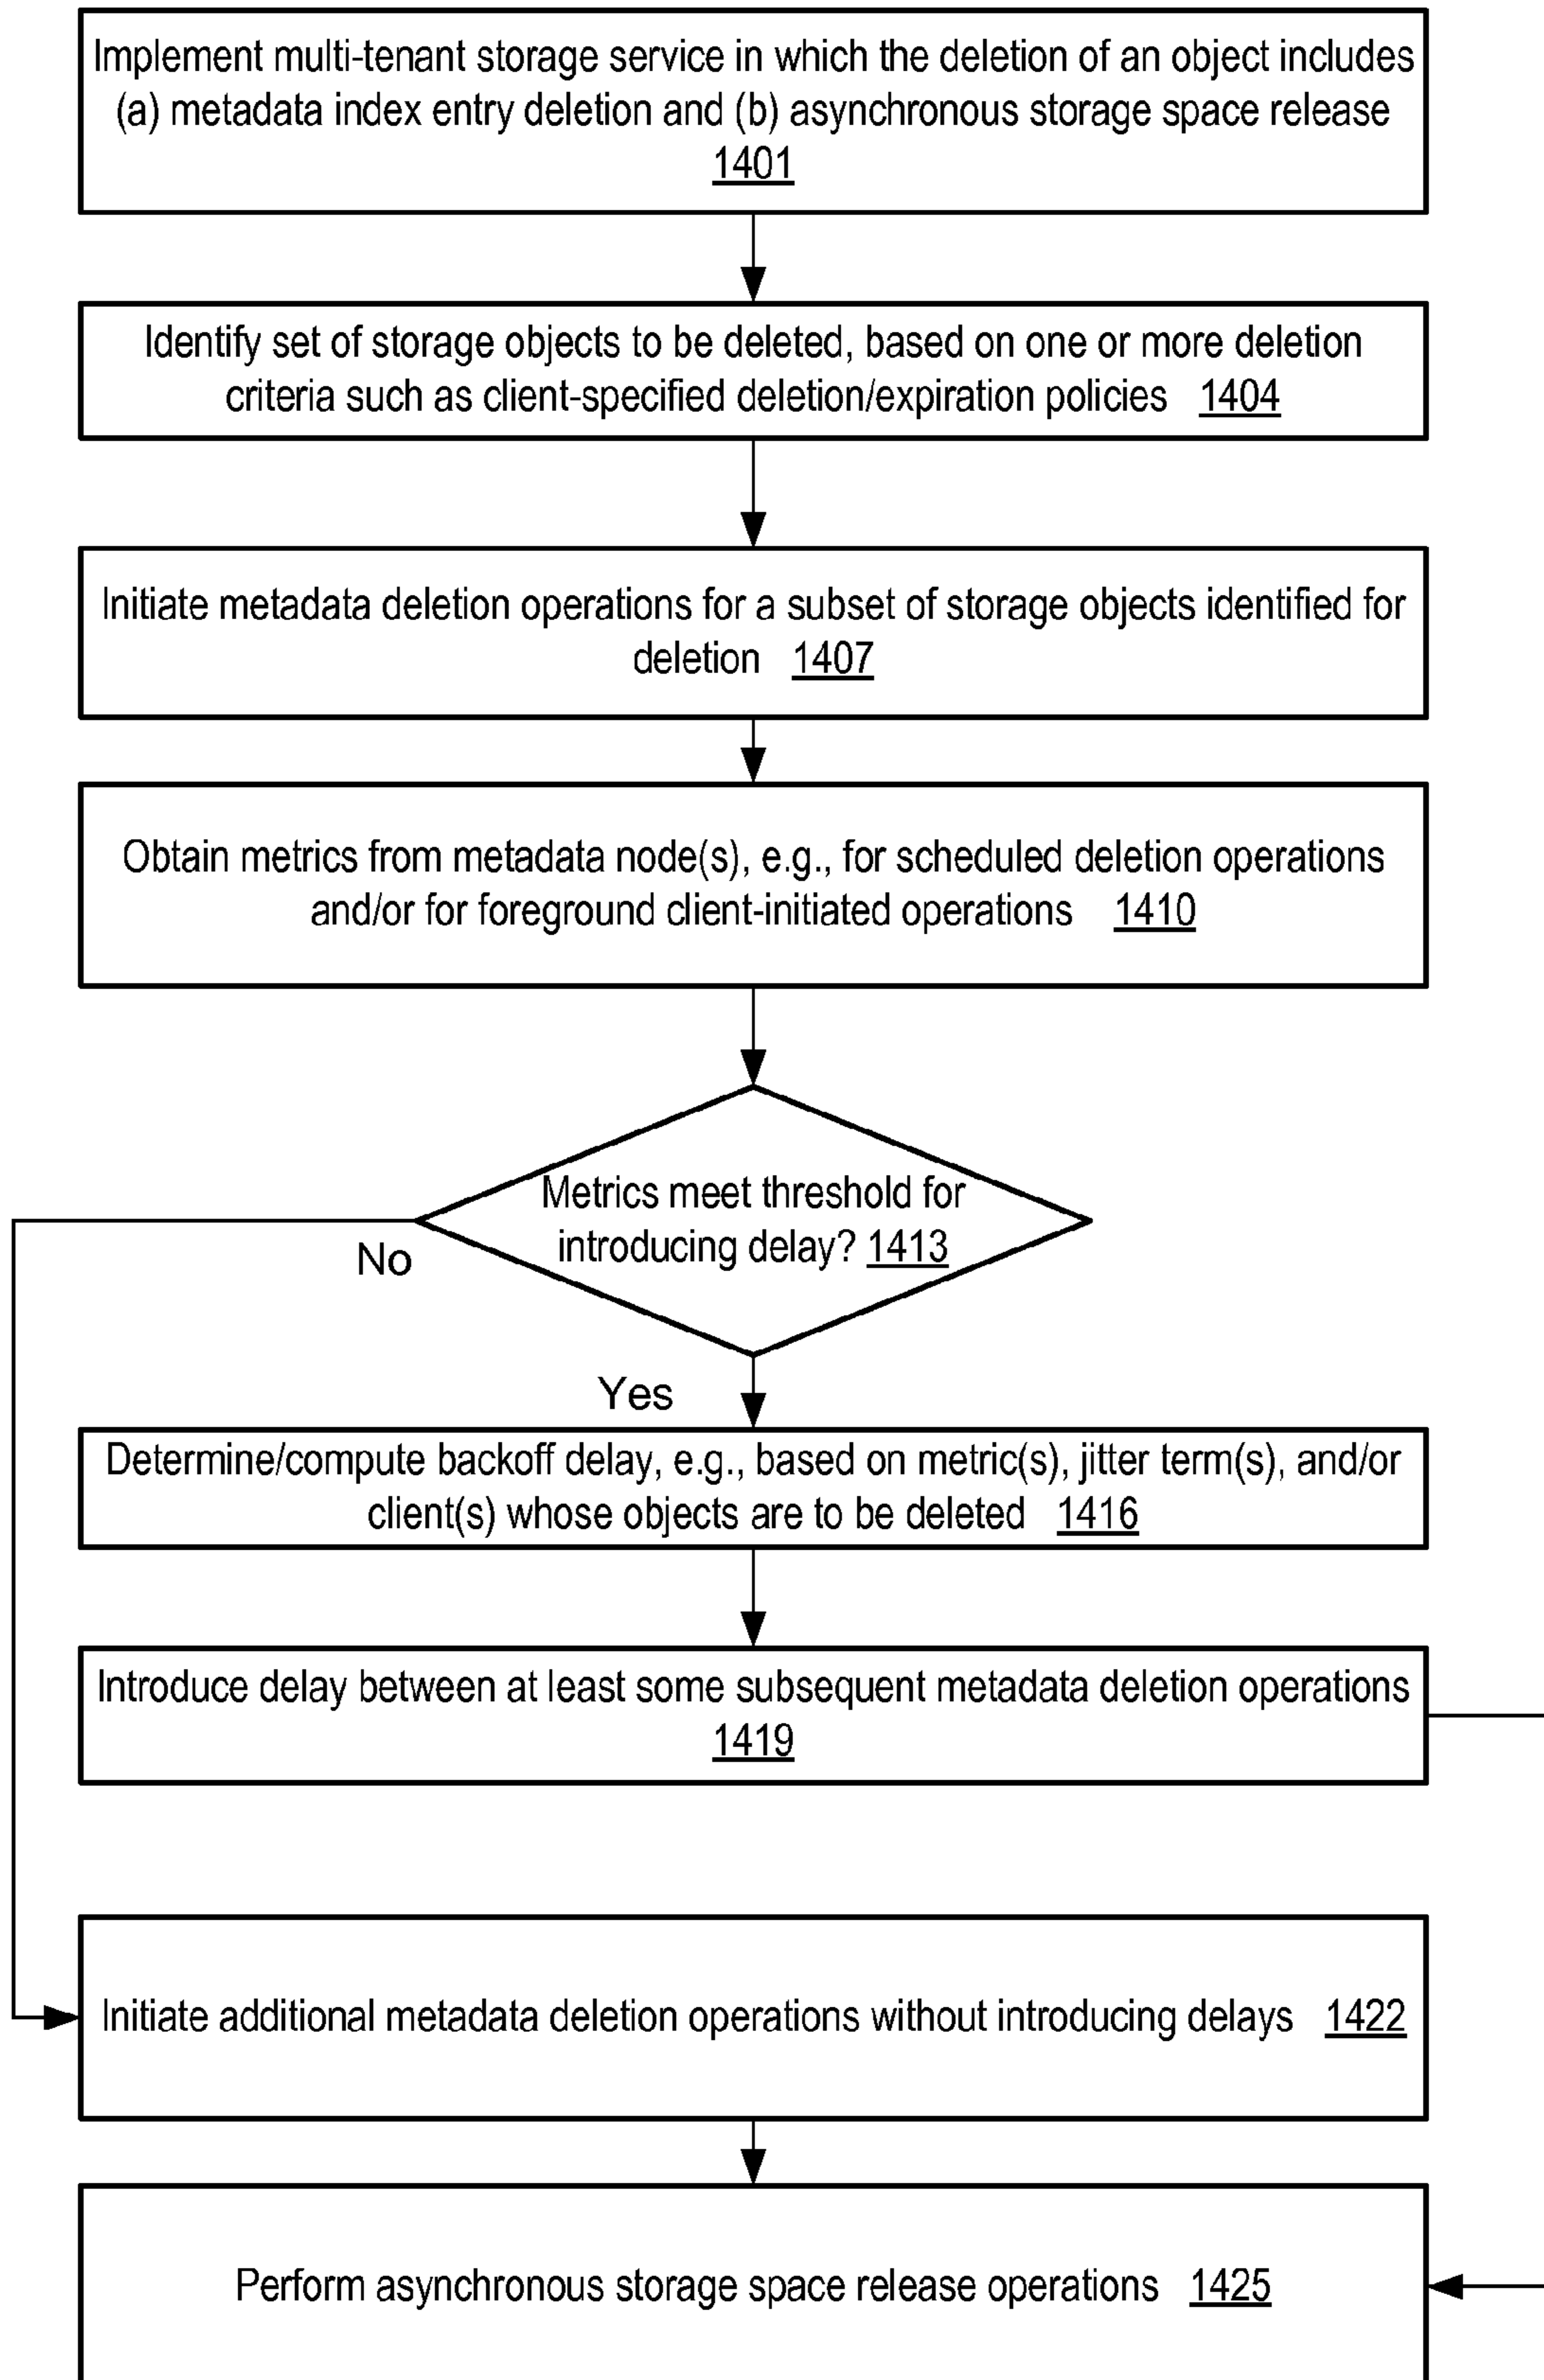 Implement multi-tenant storage service in which the deletion of an object includes
(a) metadata index entry deletion and (b) asynchronous storage space release
1401
Identify set of storage objects to be deleted, based on one or more deletion
criteria such as client-specified deletion/expiration policies 1404
Initiate metadata deletion operations for a subset of storage objects identified for
deletion 1407
Obtain metrics from metadata node(s), e.g., for scheduled deletion operations
and/or for foreground client-initiated operations 1410
Metrics meet threshold for
introducing delay? 1413
No
Yes
Determine/compute backoff delay, e.g., based on metric(s), jitter term(s), and/or
client(s) whose objects are to be deleted 1416
Introduce delay between at least some subsequent metadata deletion operations
1419
Initiate additional metadata deletion operations without introducing delays 1422
Perform asynchronous storage space release operations 1425